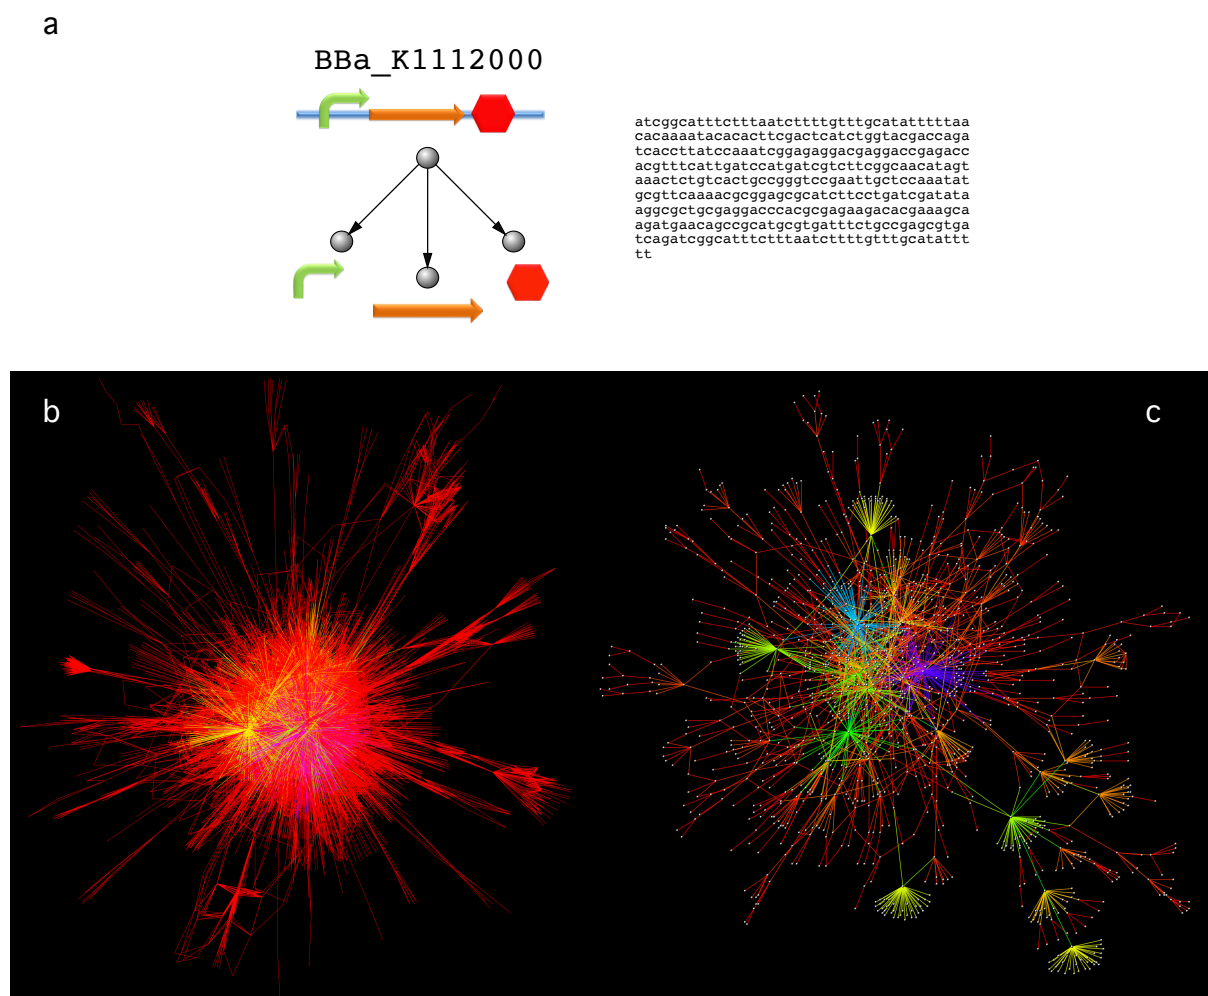 a
BBa_K1112000
atcggcatttctttaatcttttgtttgcatatttttaa
cacaaaatacacacttcgactcatctggtacgaccaga
tcaccttatccaaatcggagaggacgaggaccgagacc
acgtttcattgatccatgatcgtcttcggcaacatagt
aaactctgtcactgccgggtccgaattgctccaaatat
gcgttcaaaacgcggagcgcatcttcctgatcgatata
aggcgctgcgaggacccacgcgagaagacacgaaagca
agatgaacagccgcatgcgtgatttctgccgagcgtga
tcagatcggcatttctttaatcttttgtttgcatattt
tt
b
c